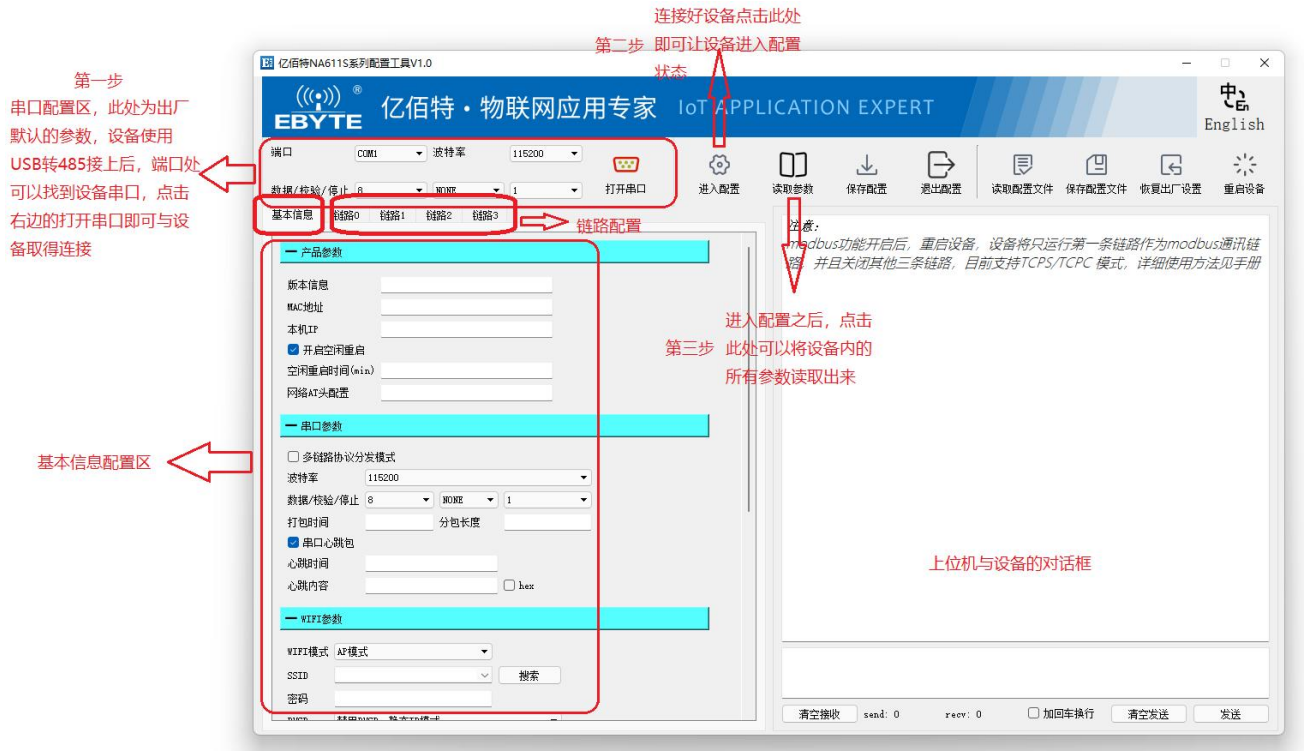 连接好设备点击此处
第二步 即可让设备进入配置
状态
第一步
串口配置区，此处为出厂
默认的参数，设备使用
USB转485接上后，端口处
可以找到设备串口，点击
右边的打开串口即可与设
备取得连接
亿佰特NA611S系列配置工具V1.0
EBYTE ® 亿佰特・物联网应用专家 IoT APPLICATION EXPERT
中En
English
端口 COM1 波特率 115200
数据/校验/停止 8 NONE 1
打开串口 进入配置 读取参数 保存配置 退出配置 读取配置文件 保存配置文件 恢复出厂设置 重启设备
基本信息 链路0 链路1 链路2 链路3
链路配置
注意：
modbus功能开启后，重启设备，设备将只运行第一条链路作为modbus通讯链
路，并且关闭其他三条链路，目前支持TCPS/TCPC 模式，详细使用方法见手册
产品参数
版本信息
MAC地址
本机IP
开启空闲重启
空闲重启时间(min)
网络AT头配置
进入配置之后，点击
第三步 此处可以将设备内的
所有参数读取出来
串口参数
基本信息配置区
多链路协议分发模式
波特率 115200
数据/校验/停止 8 NONE 1
打包时间 分包长度
串口心跳包
心跳时间
心跳内容 hex
上位机与设备的对话框
WIFI参数
WIFI模式 AP模式
SSID 搜索
密码
清空接收 send: 0 recv: 0 加回车换行 清空发送 发送